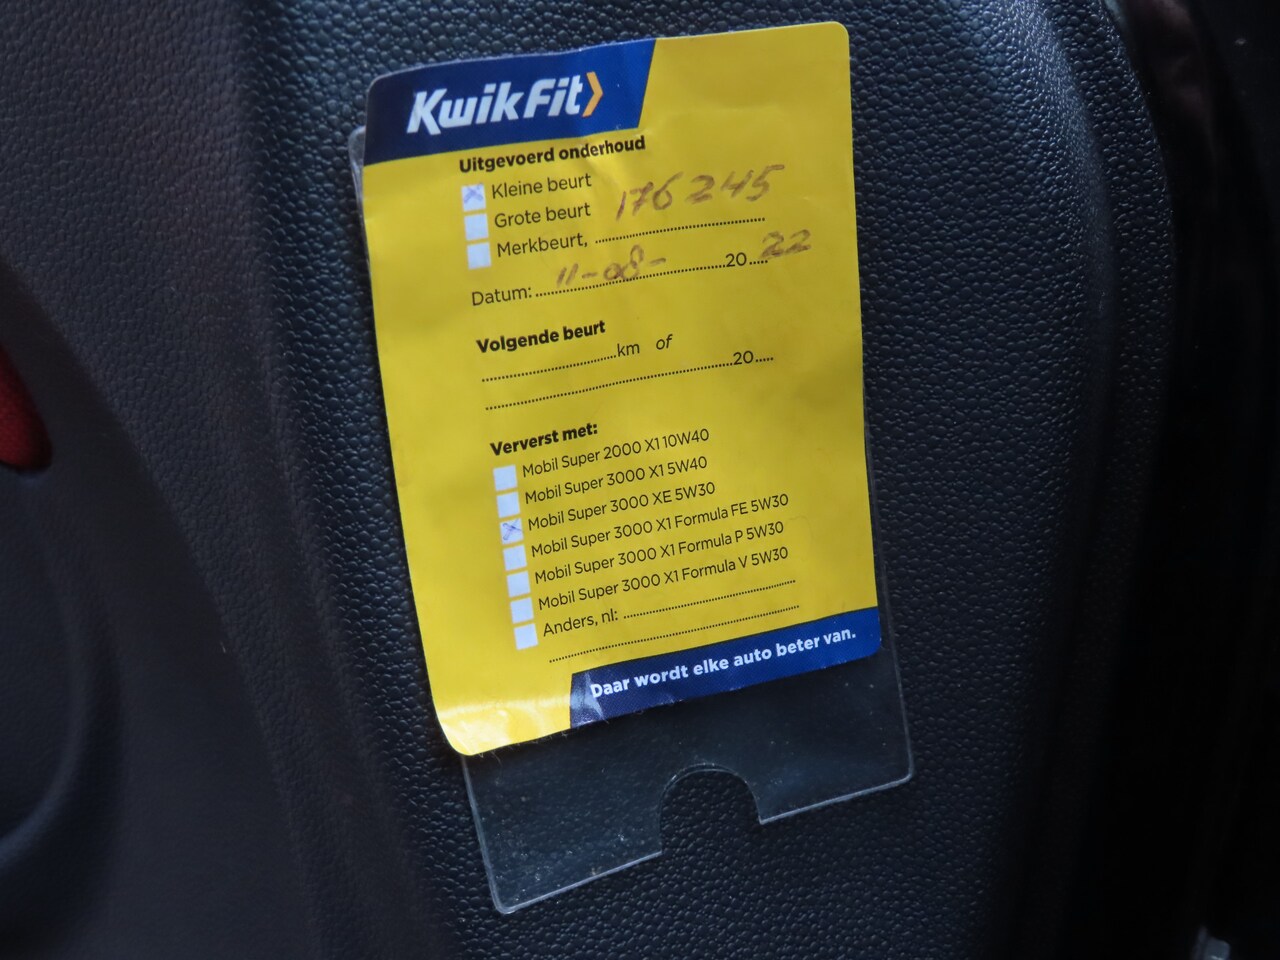 KwikFit
Uitgevoerd onderhoud
Kleine beurt
Grote beurt 176245
Merkbeurt, ..............................
Datum: 11-08- 20 22
Volgende beurt
......................km of
........................................20.....
Ververst met:
Mobil Super 2000 X1 10W40
Mobil Super 3000 X1 5W40
Mobil Super 3000 XE 5W30
Mobil Super 3000 X1 Formula FE 5W30
Mobil Super 3000 X1 Formula P 5W30
Mobil Super 3000 X1 Formula V 5W30
Anders, nl: ..............................
Daar wordt elke auto beter van.